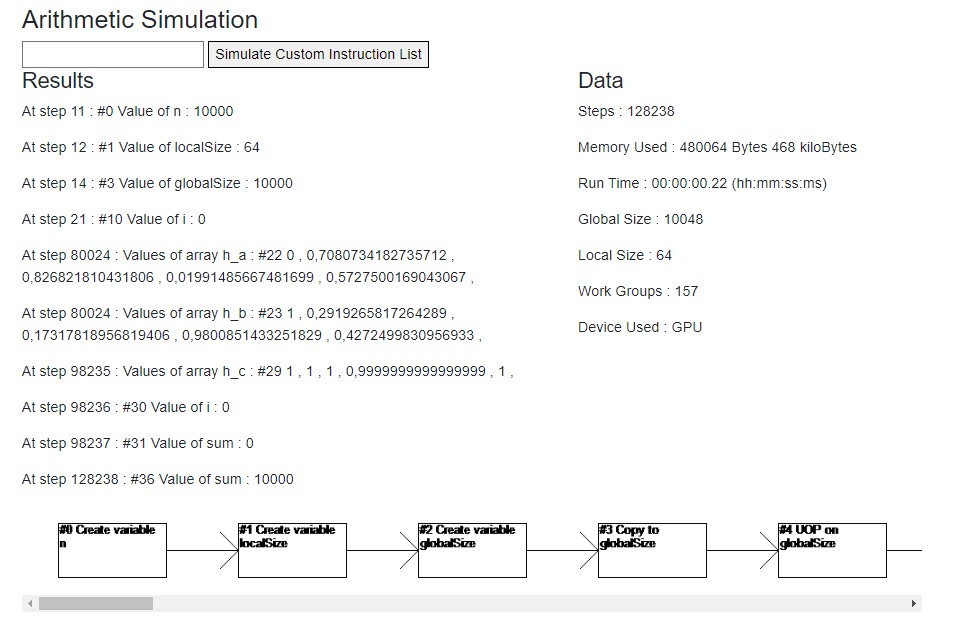 Arithmetic Simulation
Simulate Custom Instruction List
Results
At step 11 : #0 Value of n : 10000
At step 12 : #1 Value of localSize : 64
At step 14 : #3 Value of globalSize : 10000
At step 21 : #10 Value of i : 0
At step 80024 : Values of array h_a : #22 0 , 0,7080734182735712 ,
0,826821810431806 , 0,01991485667481699 , 0,5727500169043067 ,
At step 80024 : Values of array h_b : #23 1 , 0,2919265817264289 ,
0,17317818956819406 , 0,9800851433251829 , 0,4272499830956933 ,
At step 98235 : Values of array h_c : #29 1 , 1 , 1 , 0,9999999999999999 , 1 ,
At step 98236 : #30 Value of i : 0
At step 98237 : #31 Value of sum : 0
At step 128238 : #36 Value of sum : 10000
Data
Steps : 128238
Memory Used : 480064 Bytes 468 kiloBytes
Run Time : 00:00:00.22 (hh:mm:ss:ms)
Global Size : 10048
Local Size : 64
Work Groups : 157
Device Used : GPU
#0 Create variable
n
#1 Create variable
localSize
#2 Create variable
globalSize
#3 Copy to
globalSize
#4 UOP on
globalSize